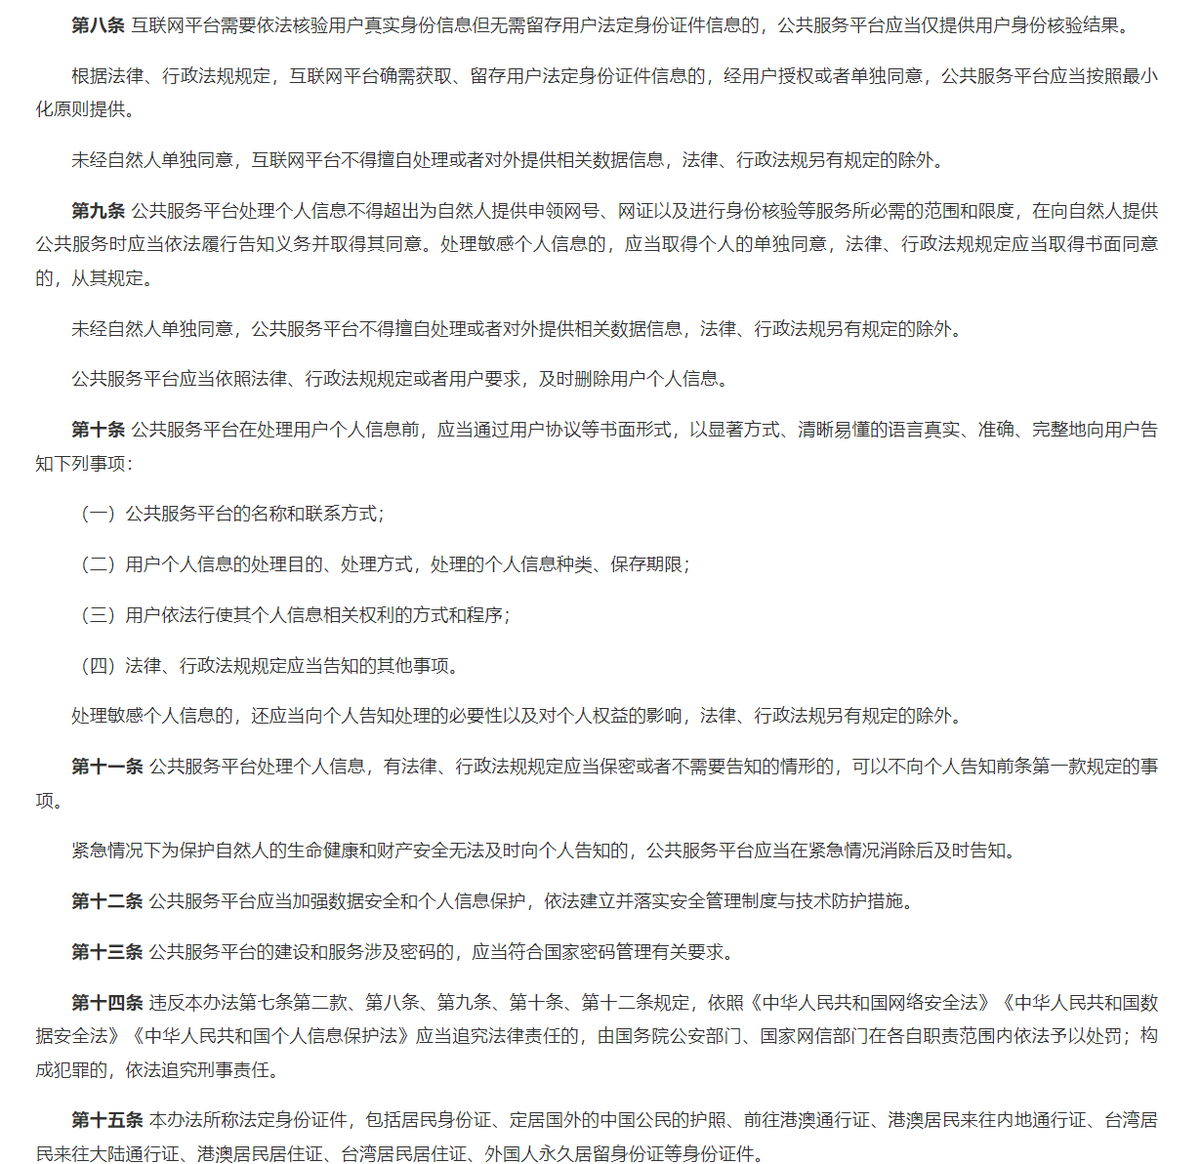 第八条 互联网平台需要依法核验用户真实身份信息但无需留存用户法定身份证件信息的，公共服务平台应当仅提供用户身份核验结果。
根据法律、行政法规规定，互联网平台确需获取、留存用户法定身份证件信息的，经用户授权或者单独同意，公共服务平台应当按照最小
化原则提供。
未经自然人单独同意，互联网平台不得擅自处理或者对外提供相关数据信息，法律、行政法规另有规定的除外。
第九条 公共服务平台处理个人信息不得超出为自然人提供申领网号、网证以及进行身份核验等服务所必需的范围和限度，在向自然人提供
公共服务时应当依法履行告知义务并取得其同意。处理敏感个人信息的，应当取得个人的单独同意，法律、行政法规规定应当取得书面同意
的，从其规定。
未经自然人单独同意，公共服务平台不得擅自处理或者对外提供相关数据信息，法律、行政法规另有规定的除外。
公共服务平台应当依照法律、行政法规规定或者用户要求，及时删除用户个人信息。
第十条 公共服务平台在处理用户个人信息前，应当通过用户协议等书面形式，以显著方式、清晰易懂的语言真实、准确、完整地向用户告
知下列事项：
（一）公共服务平台的名称和联系方式；
（二）用户个人信息的处理目的、处理方式，处理的个人信息种类、保存期限；
（三）用户依法行使其个人信息相关权利的方式和程序；
（四）法律、行政法规规定应当告知的其他事项。
处理敏感个人信息的，还应当向个人告知处理的必要性以及对个人权益的影响，法律、行政法规另有规定的除外。
第十一条 公共服务平台处理个人信息，有法律、行政法规规定应当保密或者不需要告知的情形的，可以不向个人告知前条第一款规定的事
项。
紧急情况下为保护自然人的生命健康和财产安全无法及时向个人告知的，公共服务平台应当在紧急情况消除后及时告知。
第十二条 公共服务平台应当加强数据安全和个人信息保护，依法建立并落实安全管理制度与技术防护措施。
第十三条 公共服务平台的建设和服务涉及密码的，应当符合国家密码管理有关要求。
第十四条 违反本办法第七条第二款、第八条、第九条、第十条、第十二条规定，依照《中华人民共和国网络安全法》《中华人民共和国数
据安全法》《中华人民共和国个人信息保护法》应当追究法律责任的，由国务院公安部门、国家网信部门在各自职责范围内依法予以处罚；构
成犯罪的，依法追究刑事责任。
第十五条 本办法所称法定身份证件，包括居民身份证、定居国外的中国公民的护照、前往港澳通行证、港澳居民来往内地通行证、台湾居
民来往大陆通行证、港澳居民居住证、台湾居民居住证、外国人永久居留身份证等身份证件。